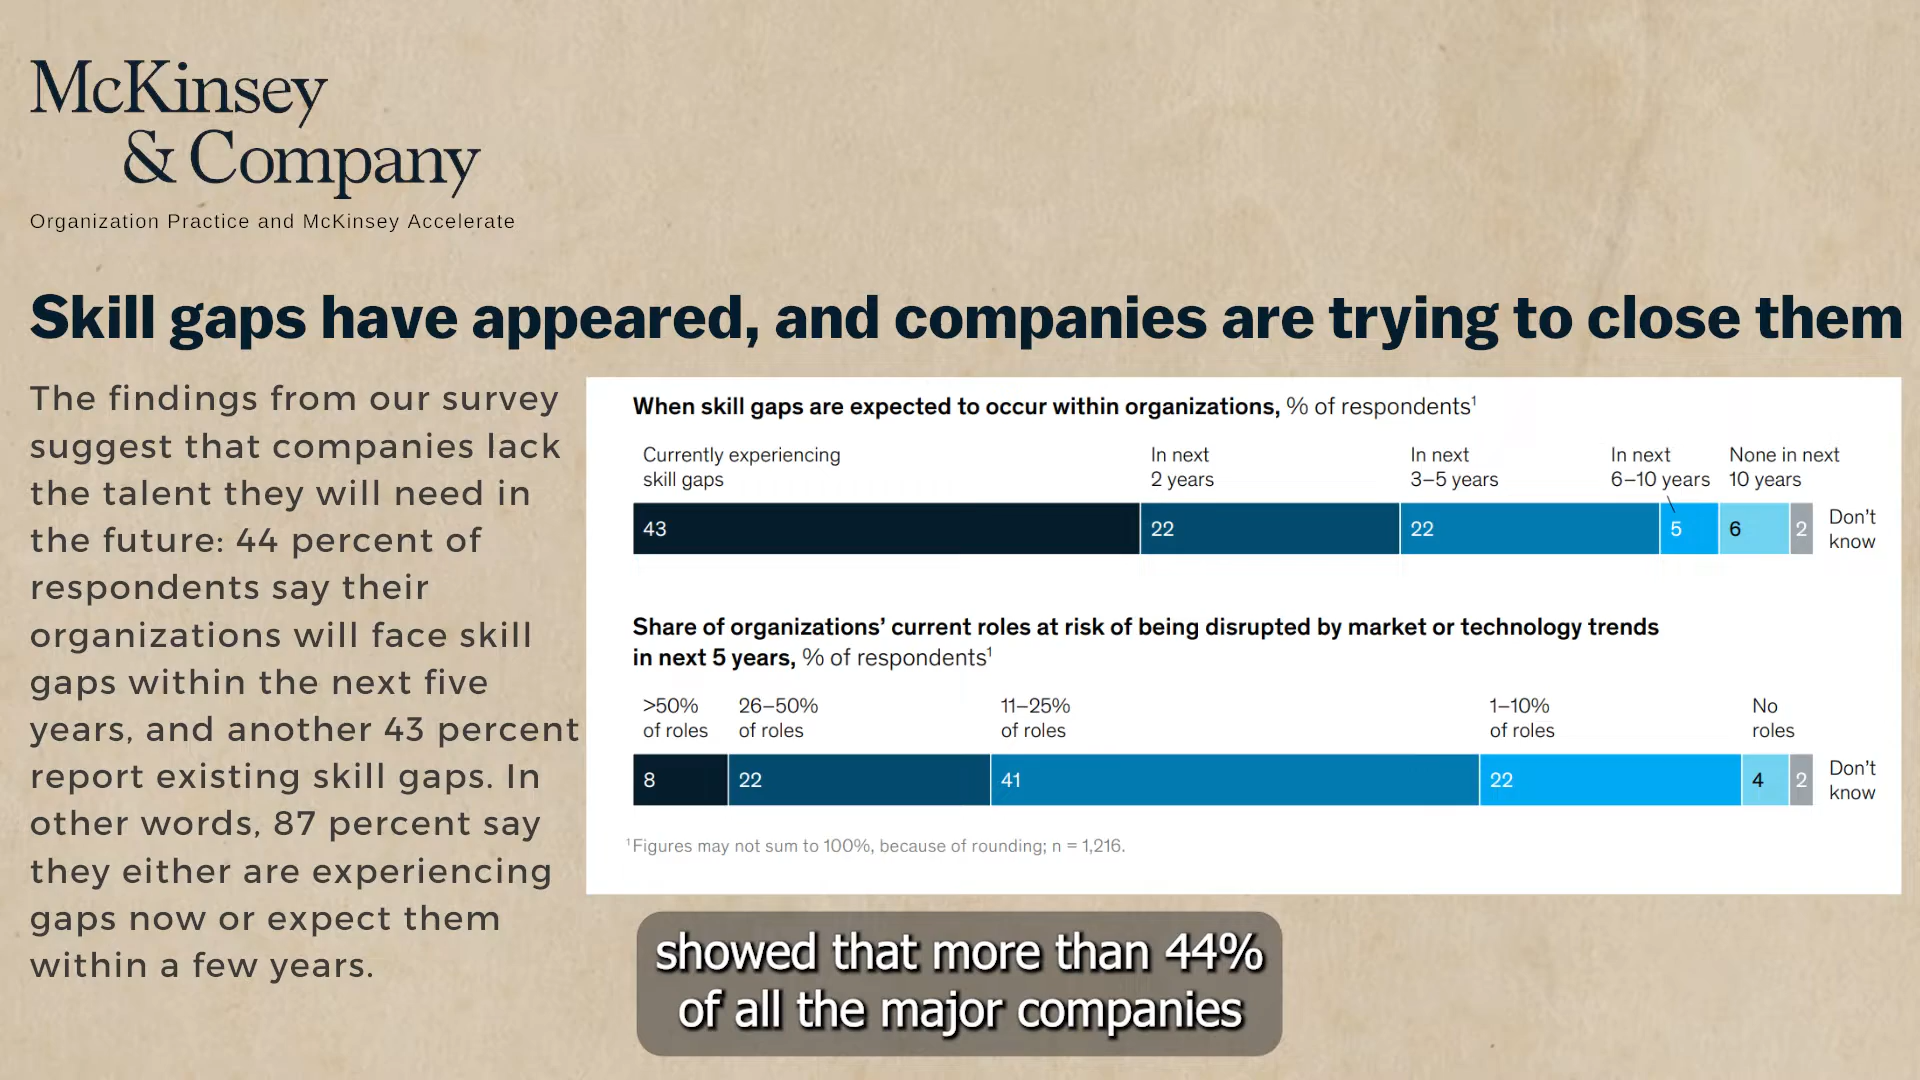 McKinsey
& Company
Organization Practice and McKinsey Accelerate
Skill gaps have appeared, and companies are trying to close them
The findings from our survey
suggest that companies lack
the talent they will need in
the future: 44 percent of
respondents say their
organizations will face skill
gaps within the next five
years, and another 43 percent
report existing skill gaps. In
other words, 87 percent say
they either are experiencing
gaps now or expect them
within a few years.
When skill gaps are expected to occur within organizations, % of respondents¹
Currently experiencing
skill gaps
In next
2 years
In next
3–5 years
In next
6–10 years
None in next
10 years
43
22
22
5
6
2
Don't
know
Share of organizations' current roles at risk of being disrupted by market or technology trends
in next 5 years, % of respondents¹
>50%
of roles
26–50%
of roles
11–25%
of roles
1–10%
of roles
No
roles
8
22
41
22
4
2
Don't
know
¹Figures may not sum to 100%, because of rounding; n = 1,216.
showed that more than 44%
of all the major companies